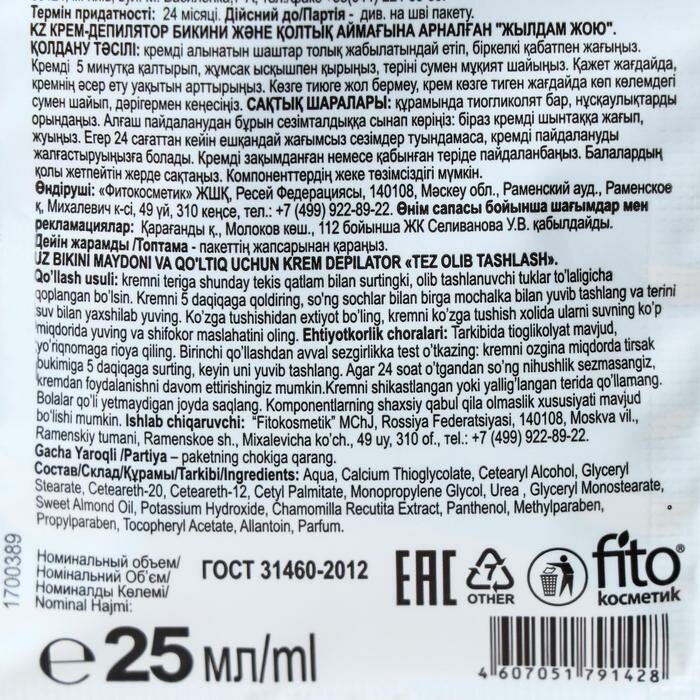 Термін придатності: 24 місяці. Дійсний до/Партія - див. на шві пакету.
KZ КРЕМ-ДЕПИЛЯТОР БИКИНИ ЖӘНЕ ҚОЛТЫҚ АЙМАҒЫНА АРНАЛҒАН "ЖЫЛДАМ ЖОЮ".
ҚОЛДАНУ ТӘСІЛІ: кремді алынатын шаштар толық жабылатындай етіп, біркелкі қабатпен жағыңыз.
Кремді 5 минутқа қалтырып, жұмсақ ысқышпен қырыңыз, теріні сумен мұқият шайыңыз. Қажет жағдайда,
кремнің әсер ету уақытын арттырыңыз. Көзге тиюге жол бермеу, крем көзге тиген жағдайда көп көлемдегі
сумен шайып, дәрігермен кеңесіңіз. САҚТЫҚ ШАРАЛАРЫ: құрамында тиогликолят бар, нұсқаулықтарды
орындаңыз. Алғаш пайдаланудан бұрын сезімталдыққа сынап көріңіз: біраз кремді шынтаққа жағып,
жуыңыз. Егер 24 сағаттан кейін ешқандай жағымсыз сезімдер туындамаса, кремді пайдалануды
жалғастыруыңызға болады. Кремді зақымданған немесе қабынған теріде пайдаланбаңыз. Балалардың
қолы жетпейтін жерде сақтаңыз. Компоненттердің жеке төзімсіздігі мүмкін.
Өндіруші: «Фитокосметик» ЖШҚ, Ресей Федерациясы, 140108, Мәскеу обл., Раменский ауд., Раменское
қ, Михалевич к-сі, 49 үй, 310 кеңсе, тел.: +7 (499) 922-89-22. Өнім сапасы бойынша шағымдар мен
рекламациялар: Қарағанды қ., Молоков көш., 112 бойынша ЖК Селиванова У.В. қабылдайды.
Дейін жарамды /Топтама - пакеттің жапсарынан қараңыз.
UZ BIKINI MAYDONI VA QO'LTIQ UCHUN KREM DEPILATOR «TEZ OLIB TASHLASH".
Qo'llash usuli: kremni teriga shunday tekis qatlam bilan surtingki, olib tashlanuvchi tuklar to'laligicha
qoplangan bo'lsin. Kremni 5 daqiqaga qoldiring, so'ng sochlar bilan birga mochalka bilan yuvib tashlang va terini
suv bilan yaxshilab yuving. Ko'zga tushishidan extiyot bo'ling, kremni ko'zga tushish xolida ularni suvning ko'p
miqdorida yuving va shifokor maslahatini oling. Ehtiyotkorlik choralari: Tarkibida tioglikolyat mavjud,
yo'riqnomaga rioya qiling. Birinchi qo'llashdan avval sezgirlikka test o'tkazing: kremni ozgina miqdorda tirsak
bukimiga 5 daqiqaga surting, keyin uni yuvib tashlang. Agar 24 soat o'tgandan so'ng nihushlik sezmasangiz,
kremdan foydalanishni davom ettirishingiz mumkin.Kremni shikastlangan yoki yallig'langan terida qo'llamang.
Bolalar qo'li yetmaydigan joyda saqlang. Komponentlarning shaxsiy qabul qila olmaslik xususiyati mavjud
bo'lishi mumkin. Ishlab chiqaruvchi: "Fitokosmetik" MChJ, Rossiya Federatsiyasi, 140108, Moskva vil.,
Ramenskiy tumani, Ramenskoe sh., Mixalevicha ko'ch., 49 uy, 310 of., tel.: +7 (499) 922-89-22.
Gacha Yaroqli /Partiya – paketning chokiga qarang.
Состав/Склад/Құрамы/Tarkibi/Ingredients: Aqua, Calcium Thioglycolate, Cetearyl Alcohol, Glyceryl
Stearate, Ceteareth-20, Ceteareth-12, Cetyl Palmitate, Monopropylene Glycol, Urea , Glyceryl Monostearate,
Sweet Almond Oil, Potassium Hydroxide, Chamomilla Recutita Extract, Panthenol, Methylparaben,
Propylparaben, Tocopheryl Acetate, Allantoin, Parfum.
1700389
Номинальный объем/
Номінальний Об'єм/
Номиналды Көлемі/
Nominal Hajmi:
ГОСТ 31460-2012
EAC
OTHER
fito®
косметик
℮ 25 мл/ml
4 607051 791428